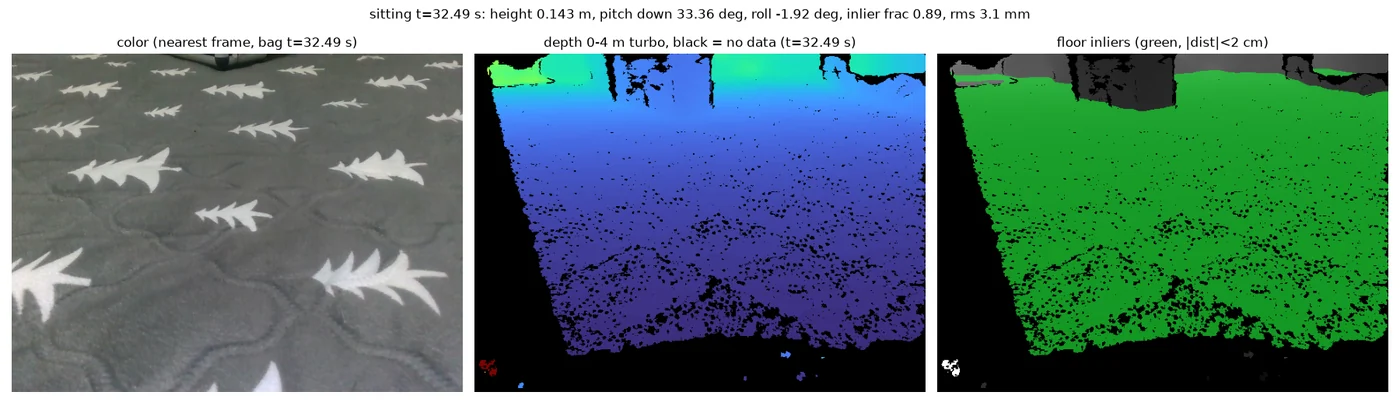 sitting t=32.49 s: height 0.143 m, pitch down 33.36 deg, roll -1.92 deg, inlier frac 0.89, rms 3.1 mm
color (nearest frame, bag t=32.49 s)
depth 0-4 m turbo, black = no data (t=32.49 s)
floor inliers (green, |dist|<2 cm)